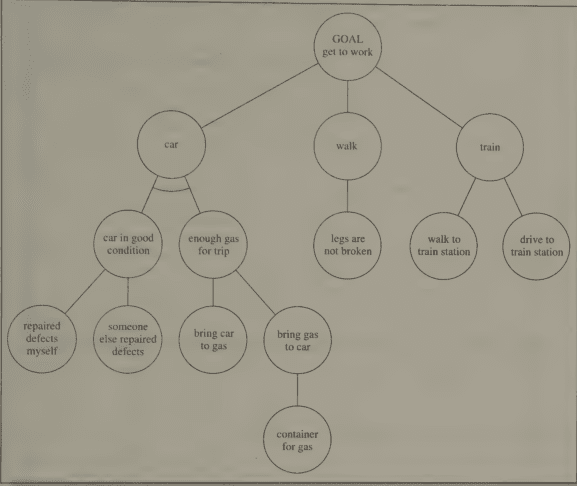 GOAL
get to work
car
walk
train
car in good
condition
enough gas
for trip
legs are
not broken
walk to
train station
drive to
train station
repaired
defects
myself
someone
else repaired
defects
bring car
to gas
bring gas
to car
container
for gas